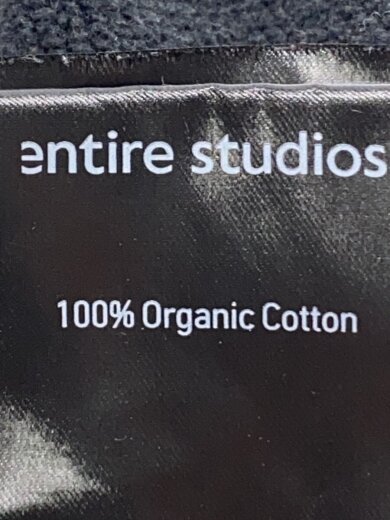 entire studios
100% Organic Cotton